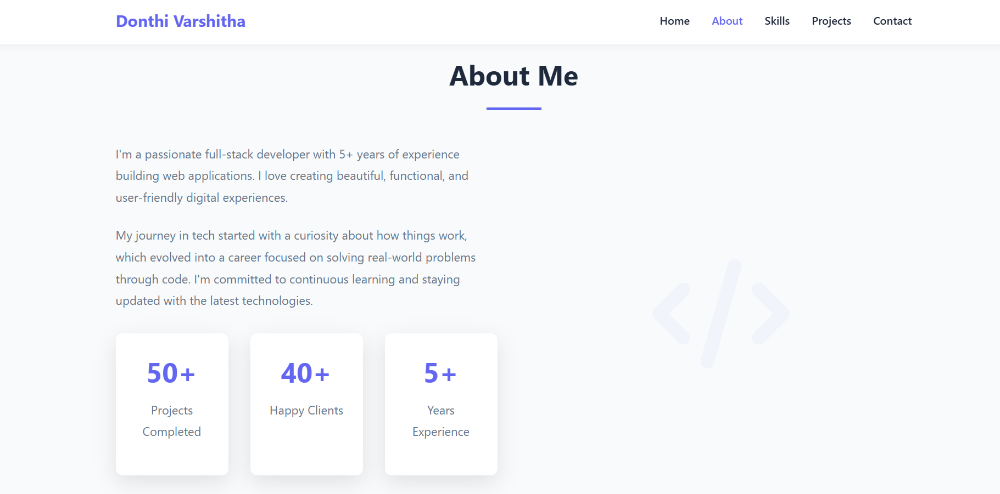 Donthi Varshitha
Home About Skills Projects Contact
About Me
I'm a passionate full-stack developer with 5+ years of experience
building web applications. I love creating beautiful, functional, and
user-friendly digital experiences.
My journey in tech started with a curiosity about how things work,
which evolved into a career focused on solving real-world problems
through code. I'm committed to continuous learning and staying
updated with the latest technologies.
50+
Projects
Completed
40+
Happy Clients
5+
Years
Experience